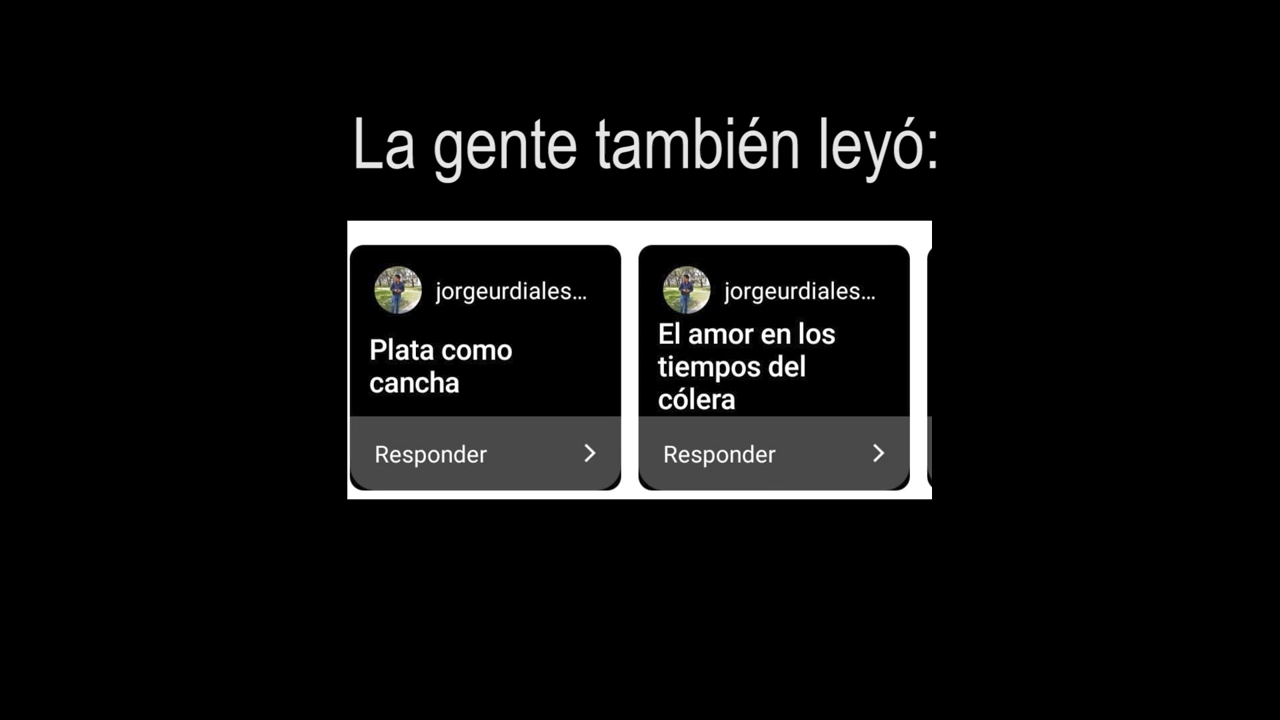 La gente también leyó:
jorgeurdiales...
Plata como
cancha
Responder
jorgeurdiales...
El amor en los
tiempos del
cólera
Responder